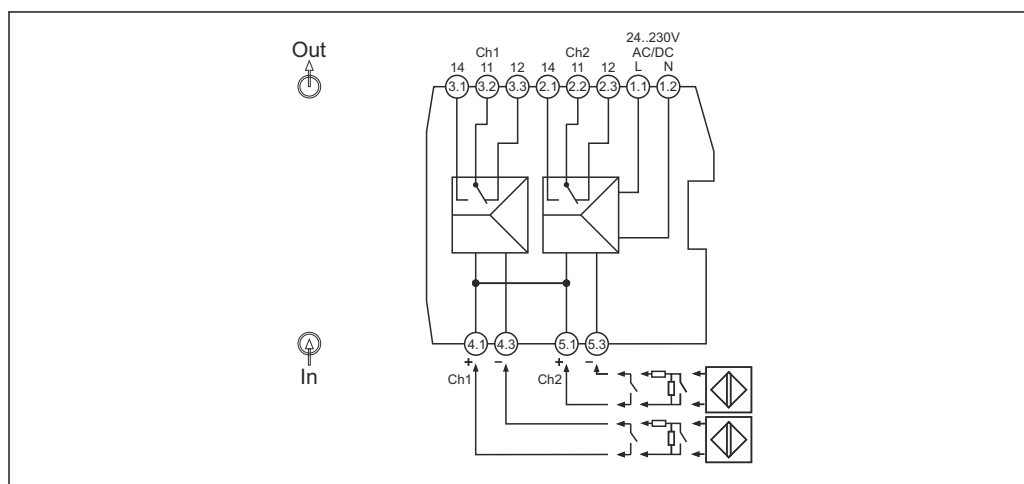 24..230V
Out Ch1 Ch2 AC/DC
14 11 12 14 11 12 L N
3.1 3.2 3.3 2.1 2.2 2.3 1.1 1.2
4.1 4.3 5.1 5.3
+ – + –
In Ch1 Ch2